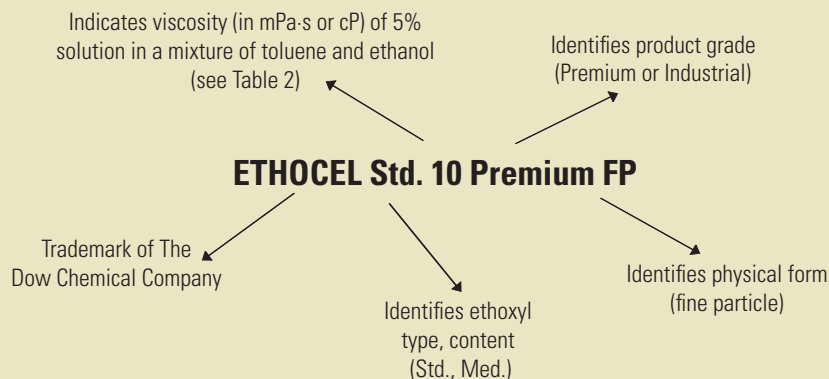 Indicates viscosity (in mPa·s or cP) of 5%
solution in a mixture of toluene and ethanol
(see Table 2)
Identifies product grade
(Premium or Industrial)
ETHOCEL Std. 10 Premium FP
Trademark of The
Dow Chemical Company
Identifies ethoxyl
type, content
(Std., Med.)
Identifies physical form
(fine particle)